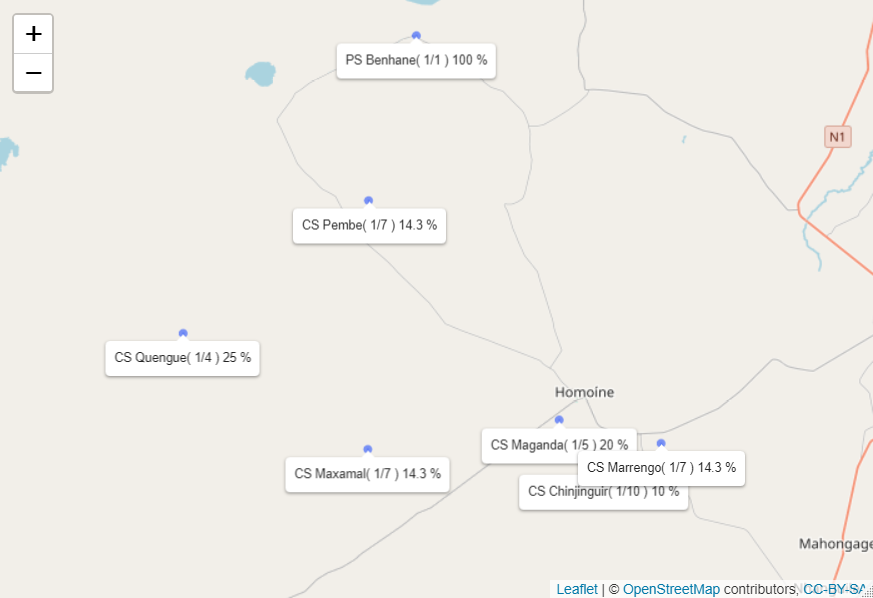 +
−
PS Benhane( 1/1 ) 100 %
N1
CS Pembe( 1/7 ) 14.3 %
CS Quengue( 1/4 ) 25 %
Homoíne
CS Maganda( 1/5 ) 20 %
CS Marrengo( 1/7 ) 14.3 %
CS Maxamal( 1/7 ) 14.3 %
CS Chinjinguir( 1/10 ) 10 %
Mahongage
Leaflet | © OpenStreetMap contributors, CC-BY-SA